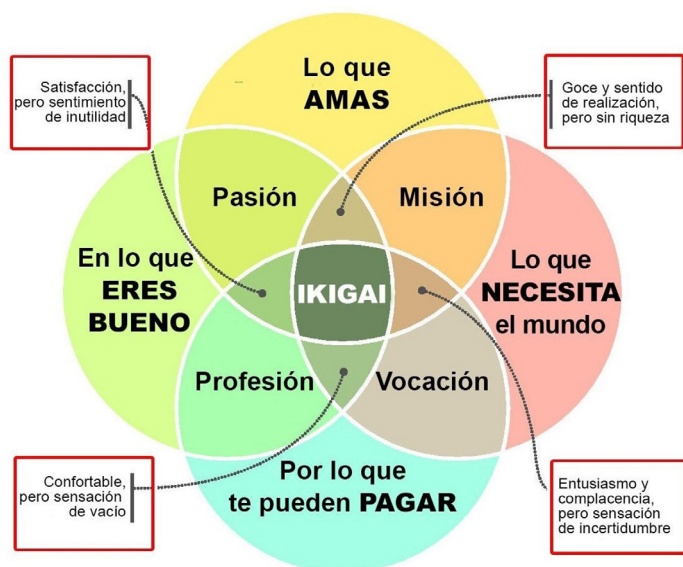 Lo que
AMAS
Satisfacción,
pero sentimiento
de inutilidad
Goce y sentido
de realización,
pero sin riqueza
Pasión
Misión
En lo que
ERES
BUENO
IKIGAI
Lo que
NECESITA
el mundo
Profesión
Vocación
Por lo que
te pueden PAGAR
Confortable,
pero sensación
de vacío
Entusiasmo y
complacencia,
pero sensación
de incertidumbre